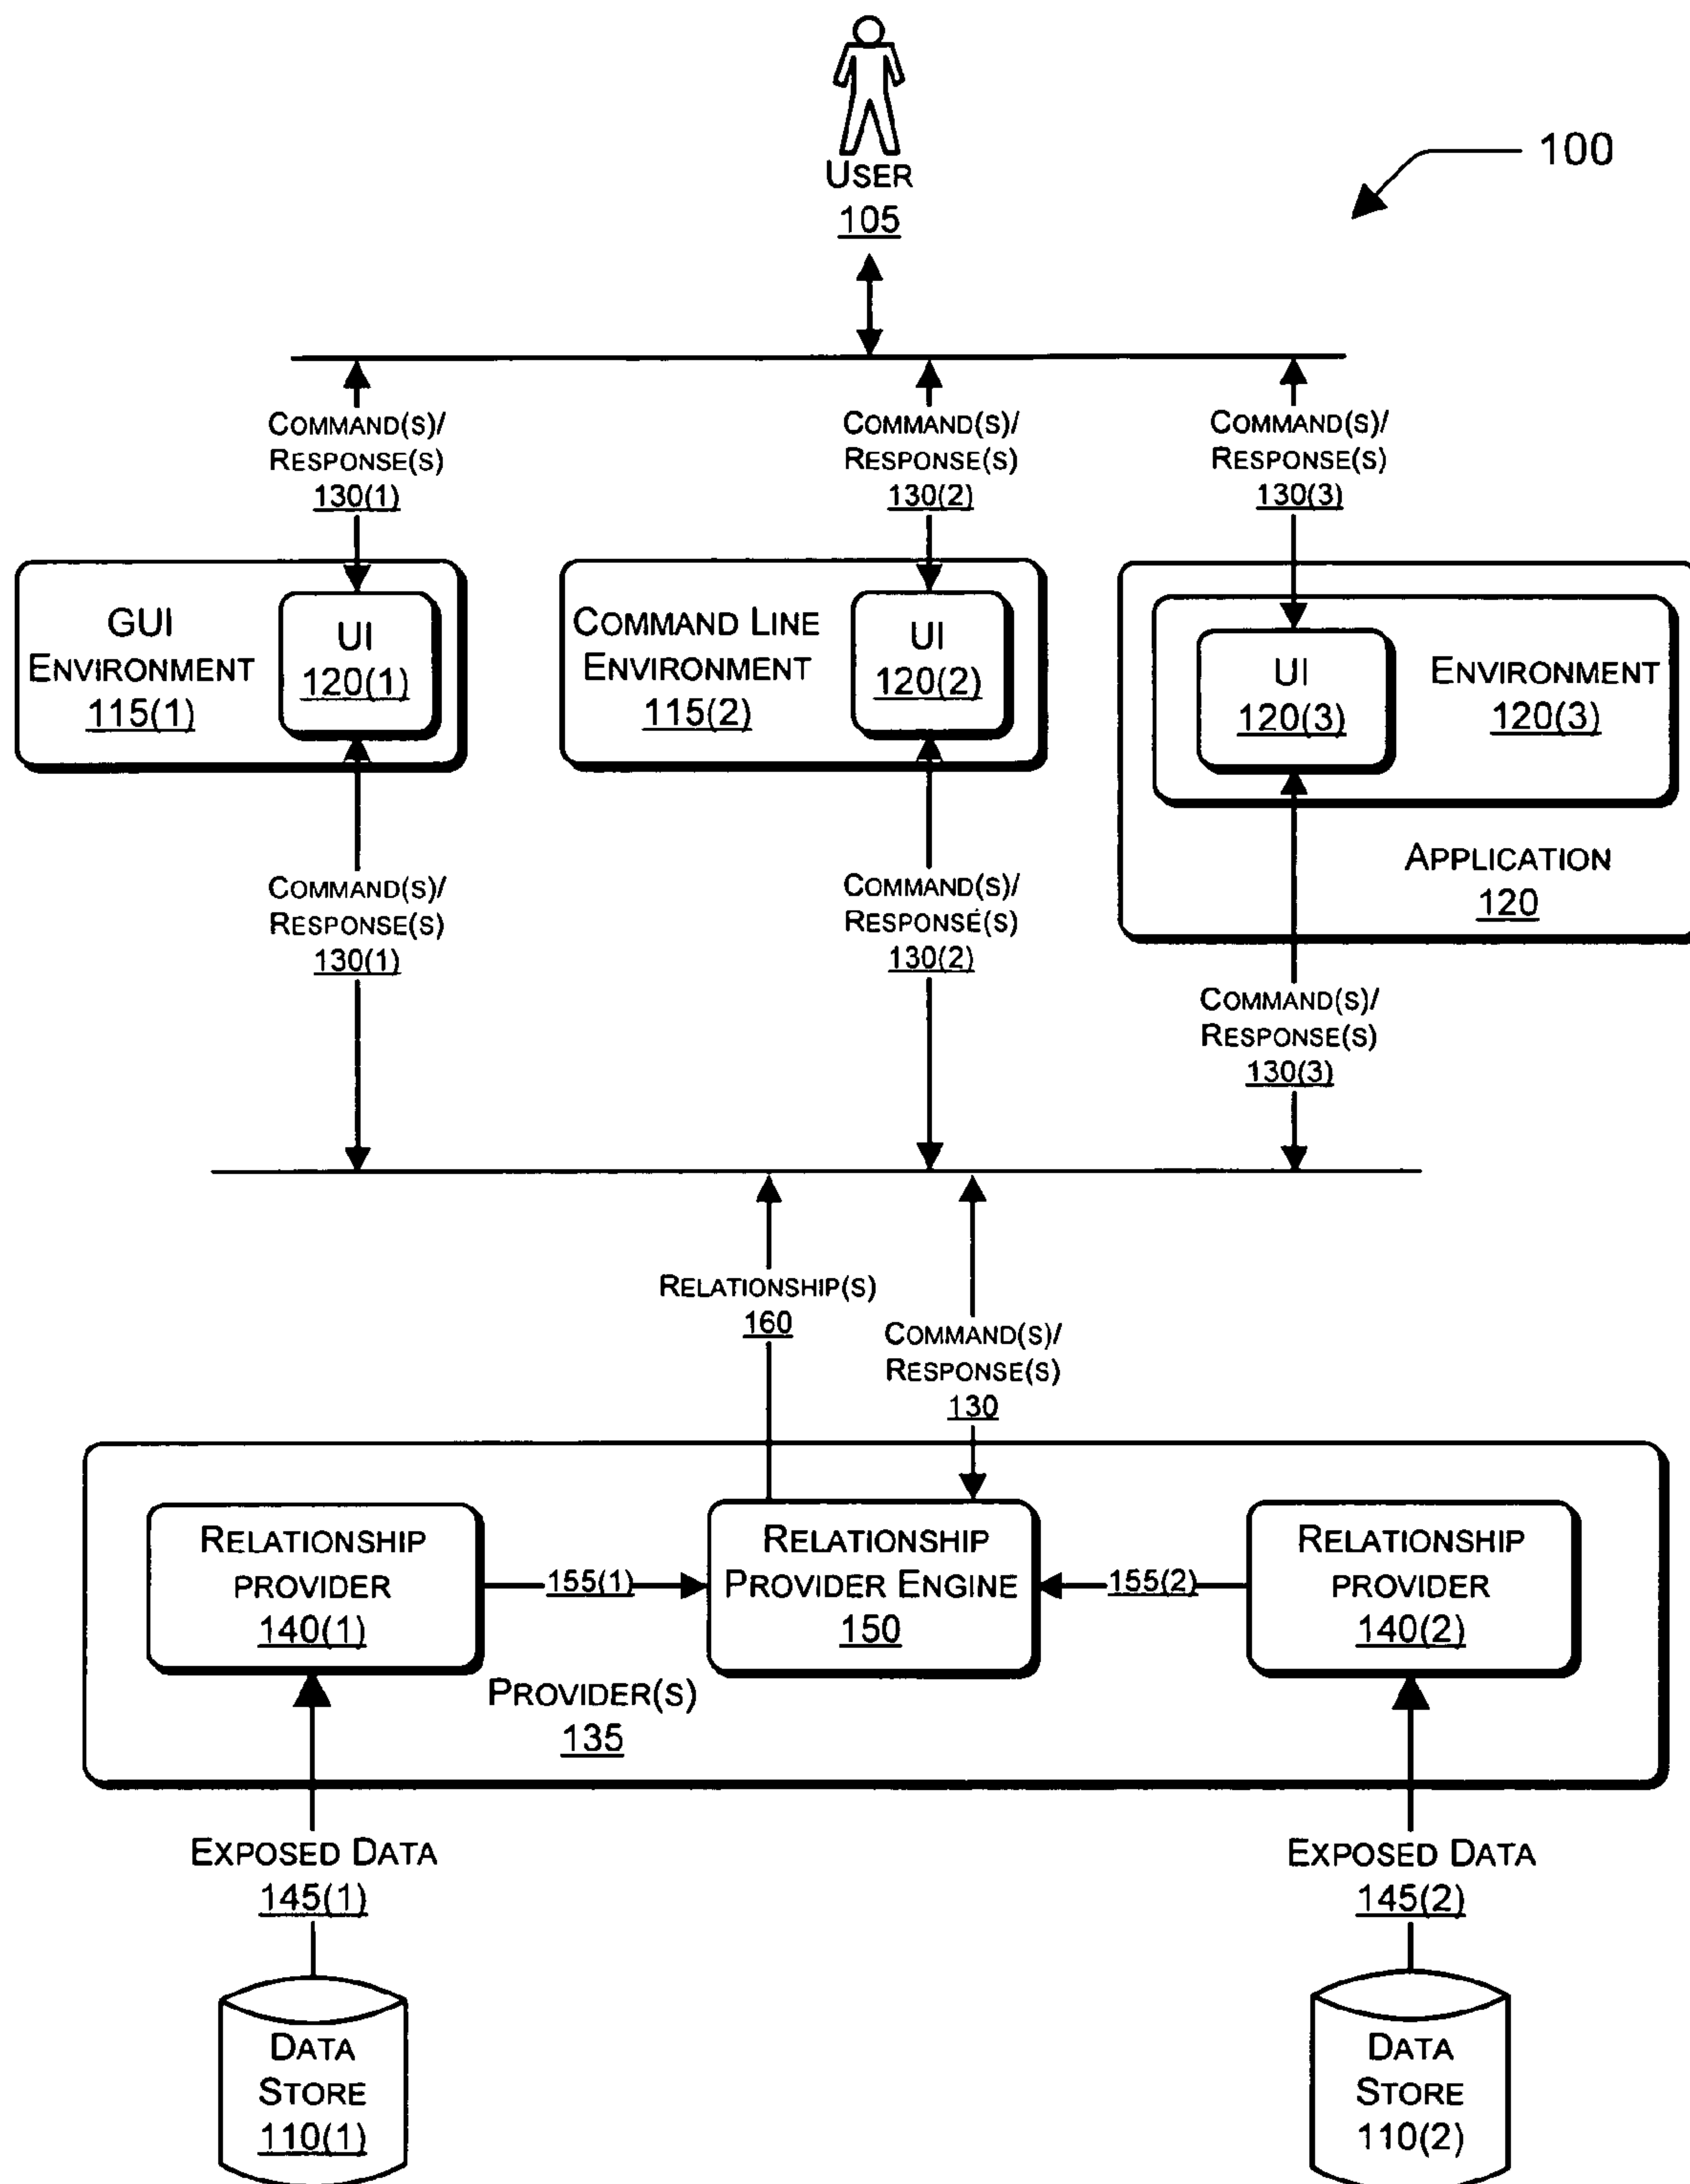 USER
105
100
COMMAND(S)/
RESPONSE(S)
130(1)
COMMAND(S)/
RESPONSE(S)
130(2)
COMMAND(S)/
RESPONSE(S)
130(3)
GUI
ENVIRONMENT
115(1)
UI
120(1)
COMMAND LINE
ENVIRONMENT
115(2)
UI
120(2)
UI
120(3)
ENVIRONMENT
120(3)
APPLICATION
120
COMMAND(S)/
RESPONSE(S)
130(1)
COMMAND(S)/
RESPONSE(S)
130(2)
COMMAND(S)/
RESPONSE(S)
130(3)
RELATIONSHIP(S)
160
COMMAND(S)/
RESPONSE(S)
130
RELATIONSHIP
PROVIDER
140(1)
155(1)
RELATIONSHIP
PROVIDER ENGINE
150
155(2)
RELATIONSHIP
PROVIDER
140(2)
PROVIDER(S)
135
EXPOSED DATA
145(1)
EXPOSED DATA
145(2)
DATA
STORE
110(1)
DATA
STORE
110(2)